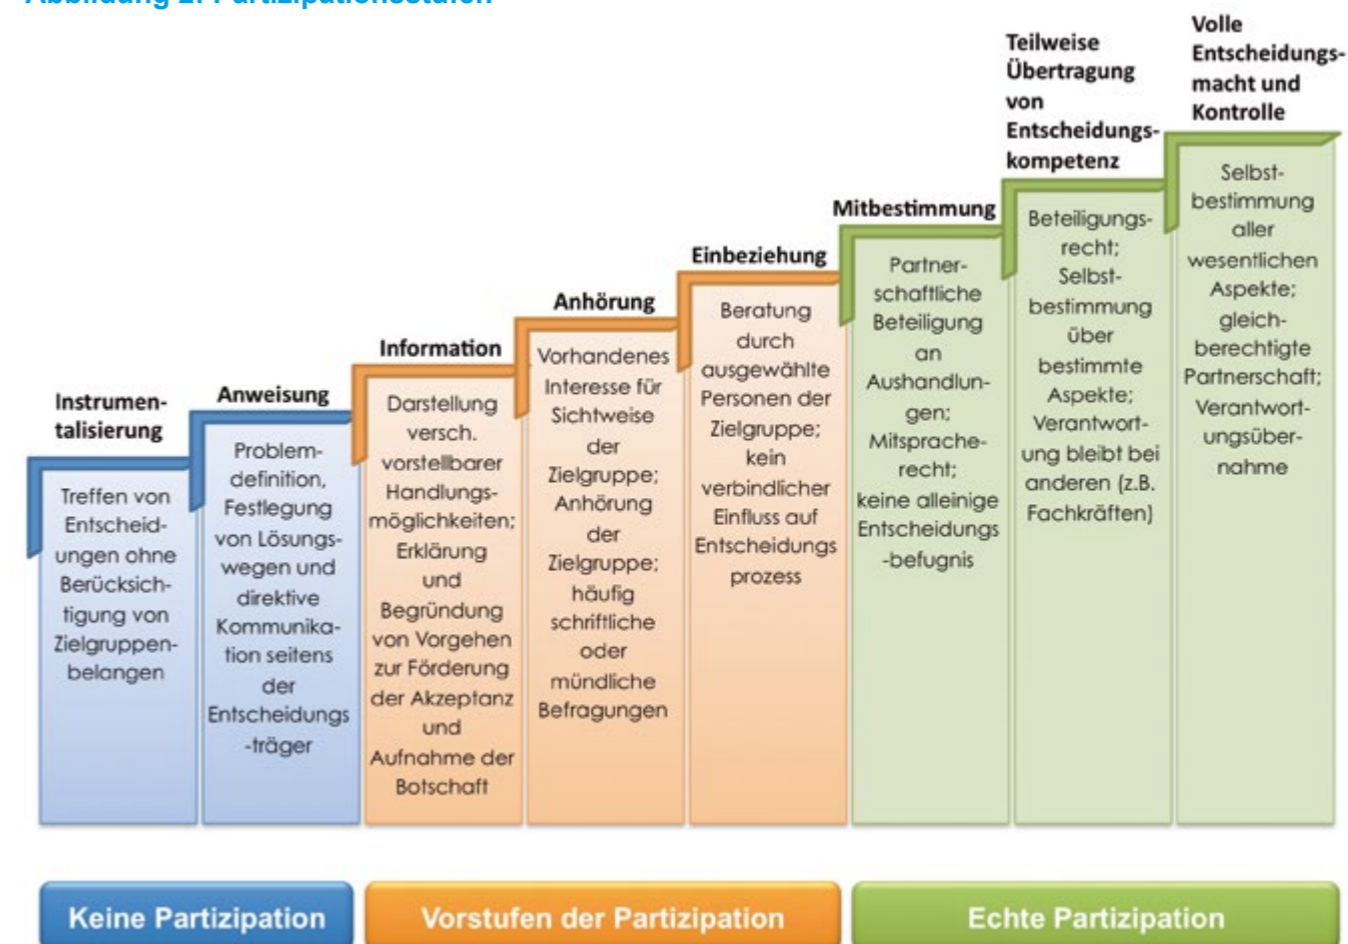 Abbildung 2: Partizipationsstufen
Instrumen-
talisierung
Treffen von
Entscheid-
ungen ohne
Berücksich-
tigung von
Zielgruppen-
belangen
Anweisung
Problem-
definition,
Festlegung
von Lösungs-
wegen und
direktive
Kommunika-
tion seitens
der
Entscheidungs
-träger
Information
Darstellung
versch.
vorstellbarer
Handlungs-
möglichkeiten;
Erklärung
und
Begründung
von Vorgehen
zur Förderung
der Akzeptanz
und
Aufnahme der
Botschaft
Anhörung
Vorhandenes
Interesse für
Sichtweise
der
Zielgruppe;
Anhörung
der
Zielgruppe;
häufig
schriftliche
oder
mündliche
Befragungen
Einbeziehung
Beratung
durch
ausgewählte
Personen der
Zielgruppe;
kein
verbindlicher
Einfluss auf
Entscheidungs
prozess
Mitbestimmung
Partner-
schaftliche
Beteiligung
an
Aushandlun-
gen;
Mitsprache-
recht;
keine alleinige
Entscheidungs
-befugnis
Teilweise
Übertragung
von
Entscheidungs-
kompetenz
Beteiligungs-
recht;
Selbst-
bestimmung
über
bestimmte
Aspekte;
Verantwort-
ung bleibt bei
anderen (z.B.
Fachkräften)
Volle
Entscheidungs-
macht und
Kontrolle
Selbst-
bestimmung
aller
wesentlichen
Aspekte;
gleich-
berechtigte
Partnerschaft;
Verantwort-
ungsüber-
nahme
Keine Partizipation
Vorstufen der Partizipation
Echte Partizipation